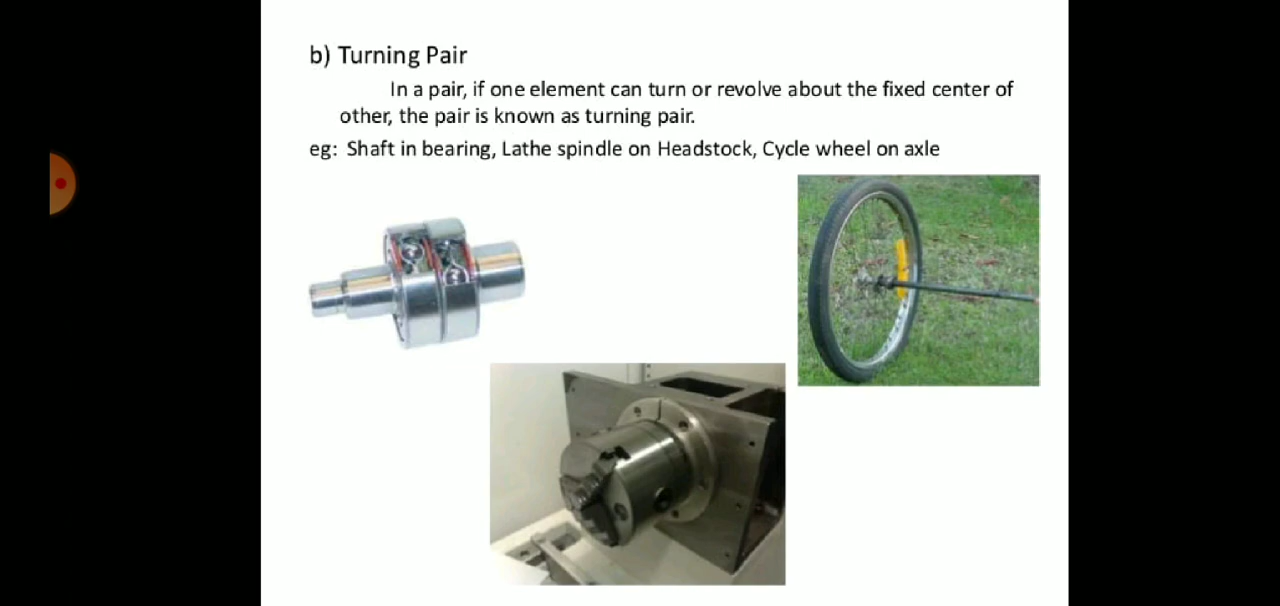 b) Turning Pair
In a pair, if one element can turn or revolve about the fixed center of
other, the pair is known as turning pair.
eg: Shaft in bearing, Lathe spindle on Headstock, Cycle wheel on axle